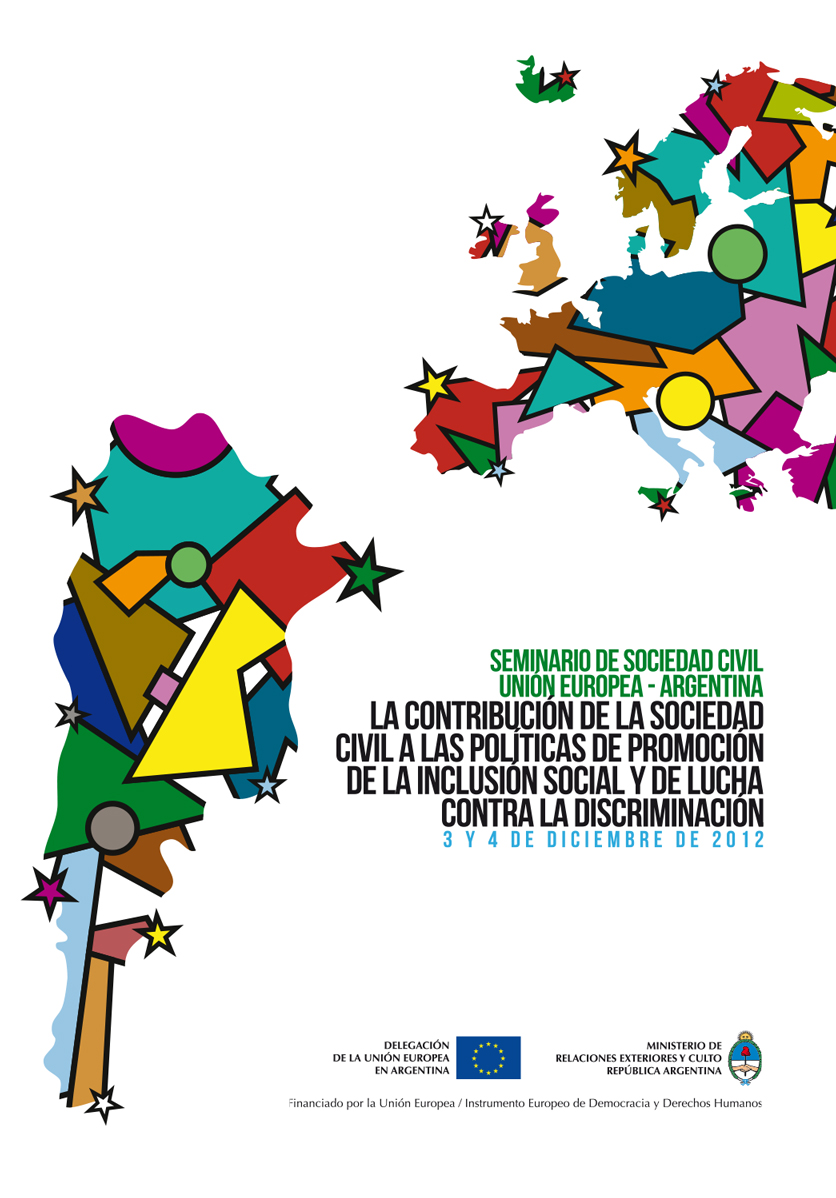 SEMINARIO DE SOCIEDAD CIVIL
UNIÓN EUROPEA - ARGENTINA
LA CONTRIBUCIÓN DE LA SOCIEDAD
CIVIL A LAS POLÍTICAS DE PROMOCIÓN
DE LA INCLUSIÓN SOCIAL Y DE LUCHA
CONTRA LA DISCRIMINACIÓN
3 Y 4 DE DICIEMBRE DE 2012
DELEGACIÓN
DE LA UNIÓN EUROPEA
EN ARGENTINA
MINISTERIO DE
RELACIONES EXTERIORES Y CULTO
REPÚBLICA ARGENTINA
Financiado por la Unión Europea / Instrumento Europeo de Democracia y Derechos Humanos